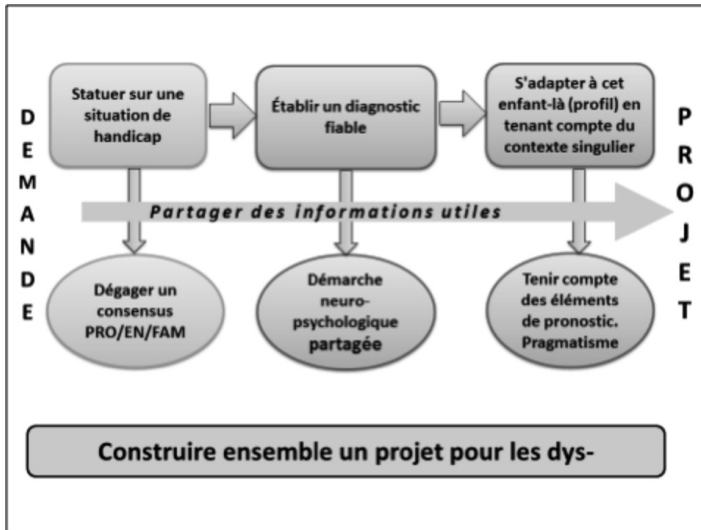 DEMANDE
Statuer sur une
situation de
handicap
Établir un diagnostic
fiable
S'adapter à cet
enfant-là (profil) en
tenant compte du
contexte singulier
PROJET
Partager des informations utiles
Dégager un
consensus
PRO/EN/FAM
Démarche
neuro-
psychologique
partagée
Tenir compte
des éléments
de pronostic.
Pragmatisme
Construire ensemble un projet pour les dys-